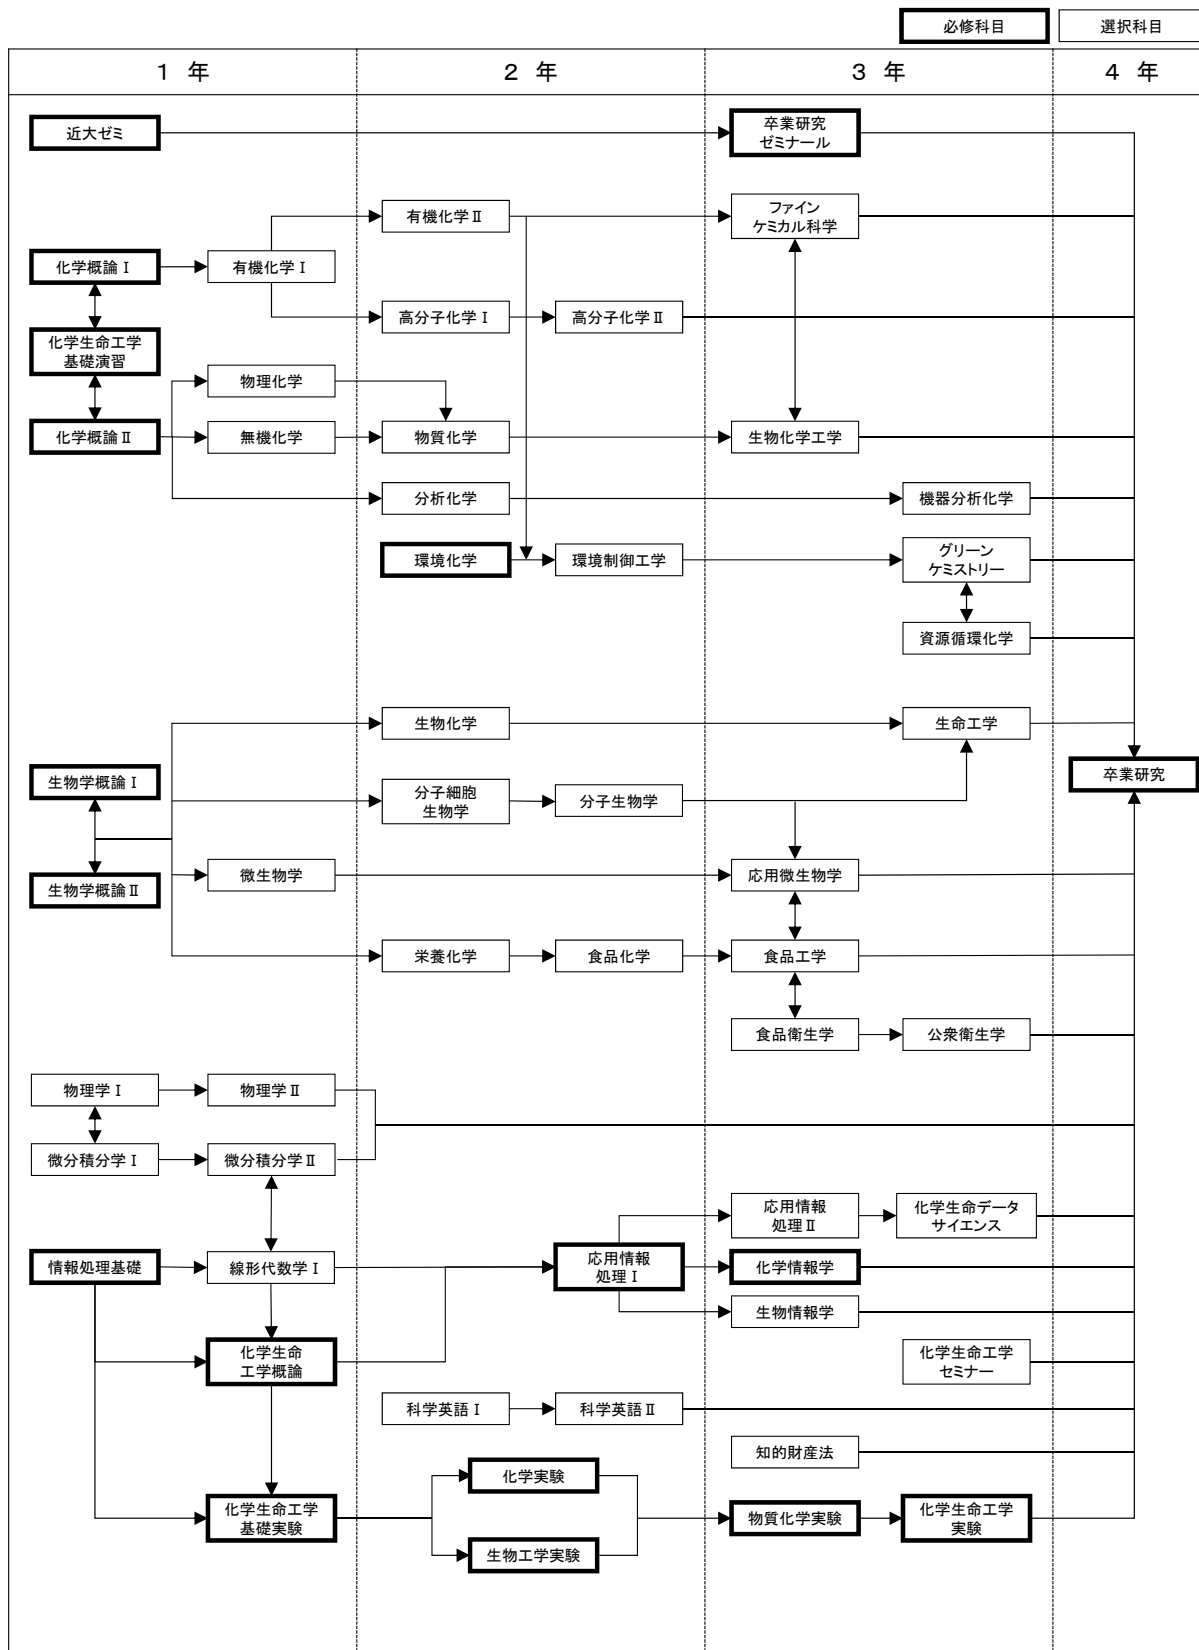 必修科目
選択科目
１ 年
２ 年
３ 年
４ 年
近大ゼミ
卒業研究
ゼミナール
有機化学Ⅱ
ファイン
ケミカル科学
化学概論Ⅰ
有機化学Ⅰ
高分子化学Ⅰ
高分子化学Ⅱ
化学生命工学
基礎演習
物理化学
化学概論Ⅱ
無機化学
物質化学
生物化学工学
分析化学
機器分析化学
環境化学
環境制御工学
グリーン
ケミストリー
資源循環化学
生物化学
生命工学
生物学概論Ⅰ
分子細胞
生物学
分子生物学
卒業研究
生物学概論Ⅱ
微生物学
応用微生物学
栄養化学
食品化学
食品工学
食品衛生学
公衆衛生学
物理学Ⅰ
物理学Ⅱ
微分積分学Ⅰ
微分積分学Ⅱ
応用情報
処理Ⅱ
化学生命データ
サイエンス
情報処理基礎
線形代数学Ⅰ
応用情報
処理Ⅰ
化学情報学
生物情報学
化学生命
工学概論
化学生命工学
セミナー
科学英語Ⅰ
科学英語Ⅱ
知的財産法
化学実験
化学生命工学
基礎実験
物質化学実験
化学生命工学
実験
生物工学実験